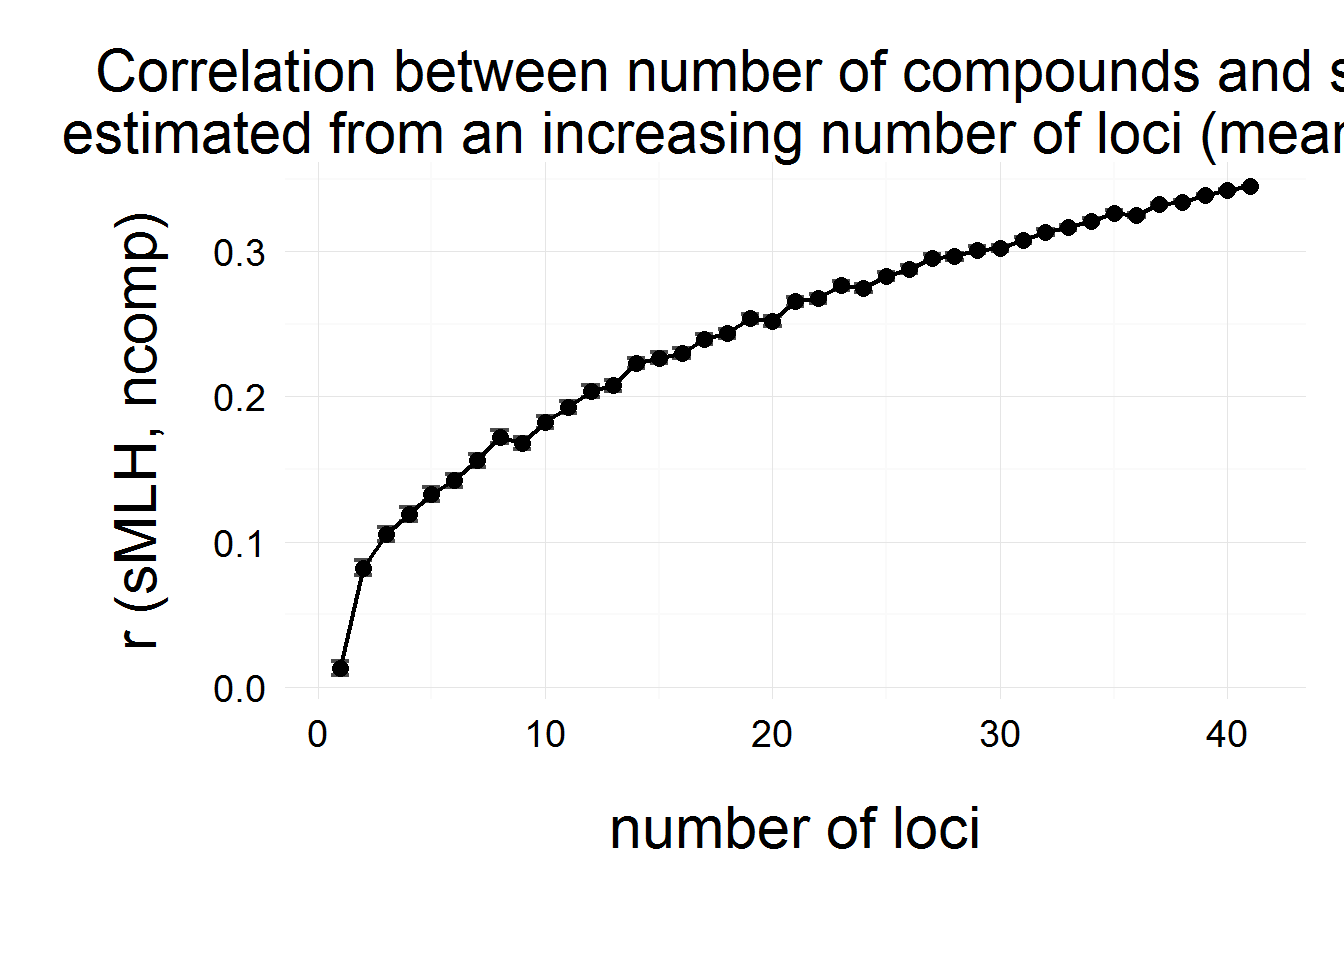 Correlation between number of compounds and
estimated from an increasing number of loci
r (sMLH, ncomp)
0.3
0.2
0.1
0.0
0 10 20 30 40
number of loci